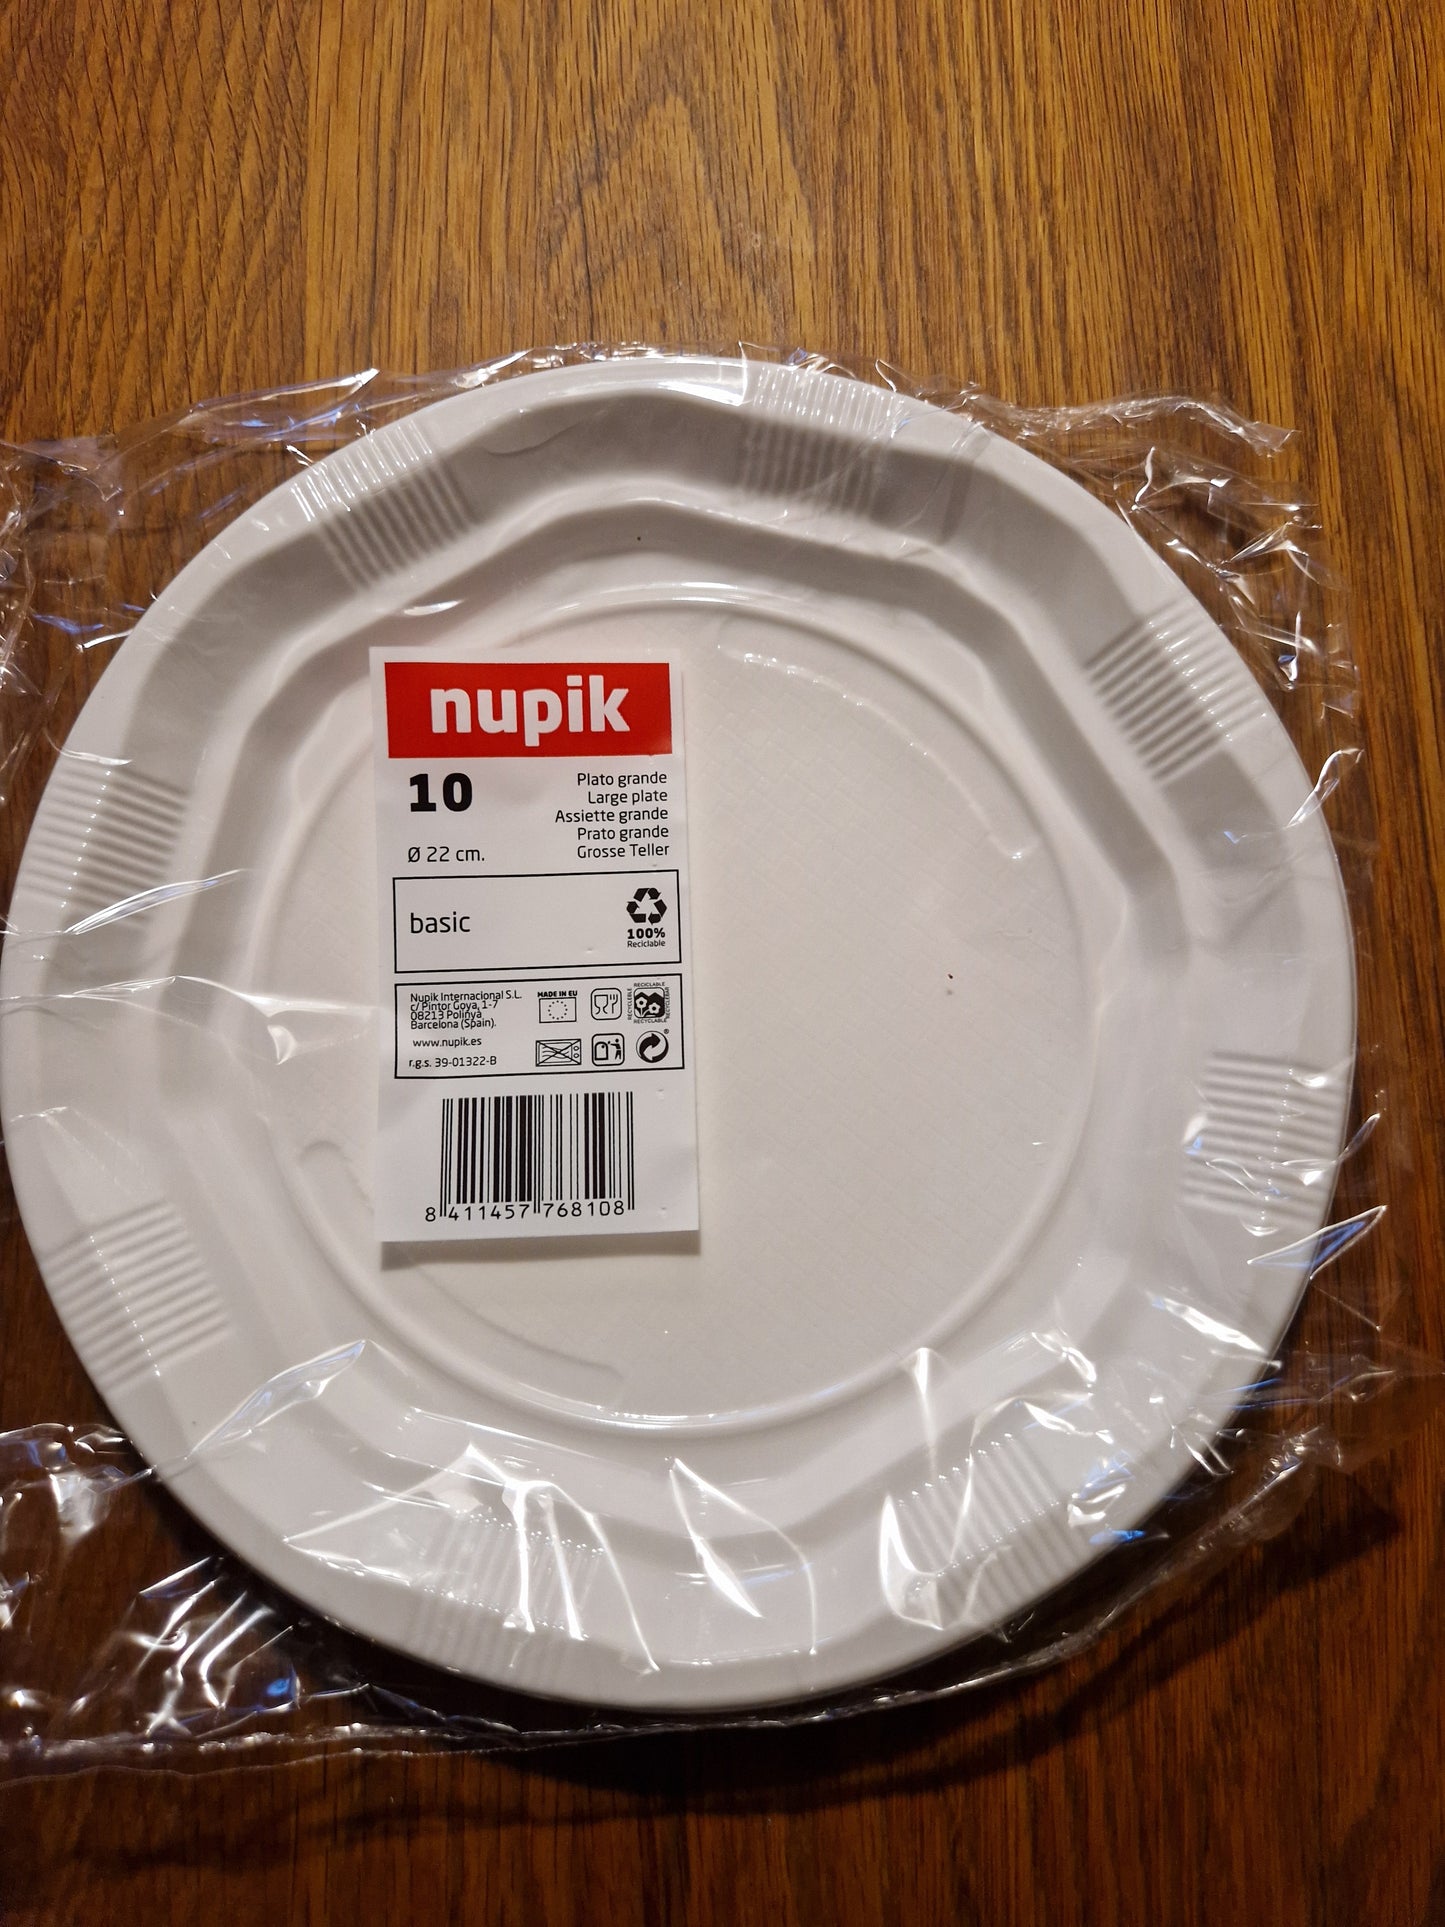 nupik
10
Plato grande
Large plate
Assiette grande
Prato grande
Grosse Teller
Ø 22 cm.
basic
100%
Reciclable
Nupik Internacional S.L.
c/ Pintor Goya, 1-7
08213 Polinyà
Barcelona (Spain).
www.nupik.es
r.g.s. 39-01322-B
MADE IN EU
RECICLABLE
RECYCLABLE
8 411457 768108